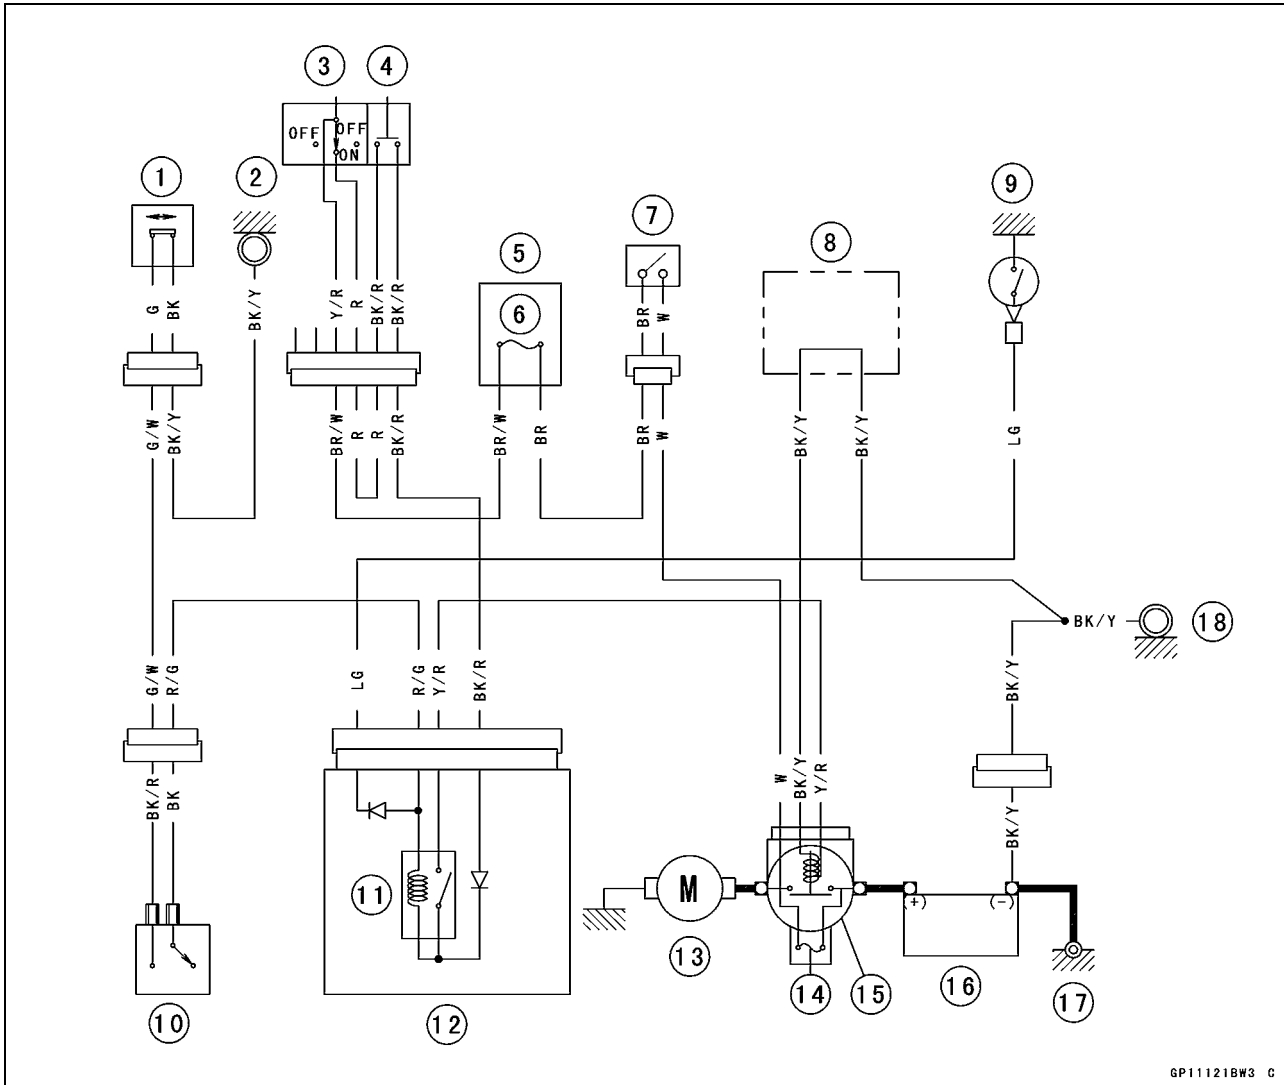 3 4
OFF OFF
ON
1 2
7 9
8
5
6
G BK BK/Y Y/R R BK/R BK/R BR W
G/W BK/Y BR/W R R BK/R BR/W BR BR W BK/Y BK/Y LG
BK/Y 18
G/W R/G LG R/G Y/R BK/R BK/Y
W BK/Y Y/R
BK/R BK BK/Y
11 M
(+) (-)
13
14 15 16 17
10 12
GP11121BW3 C